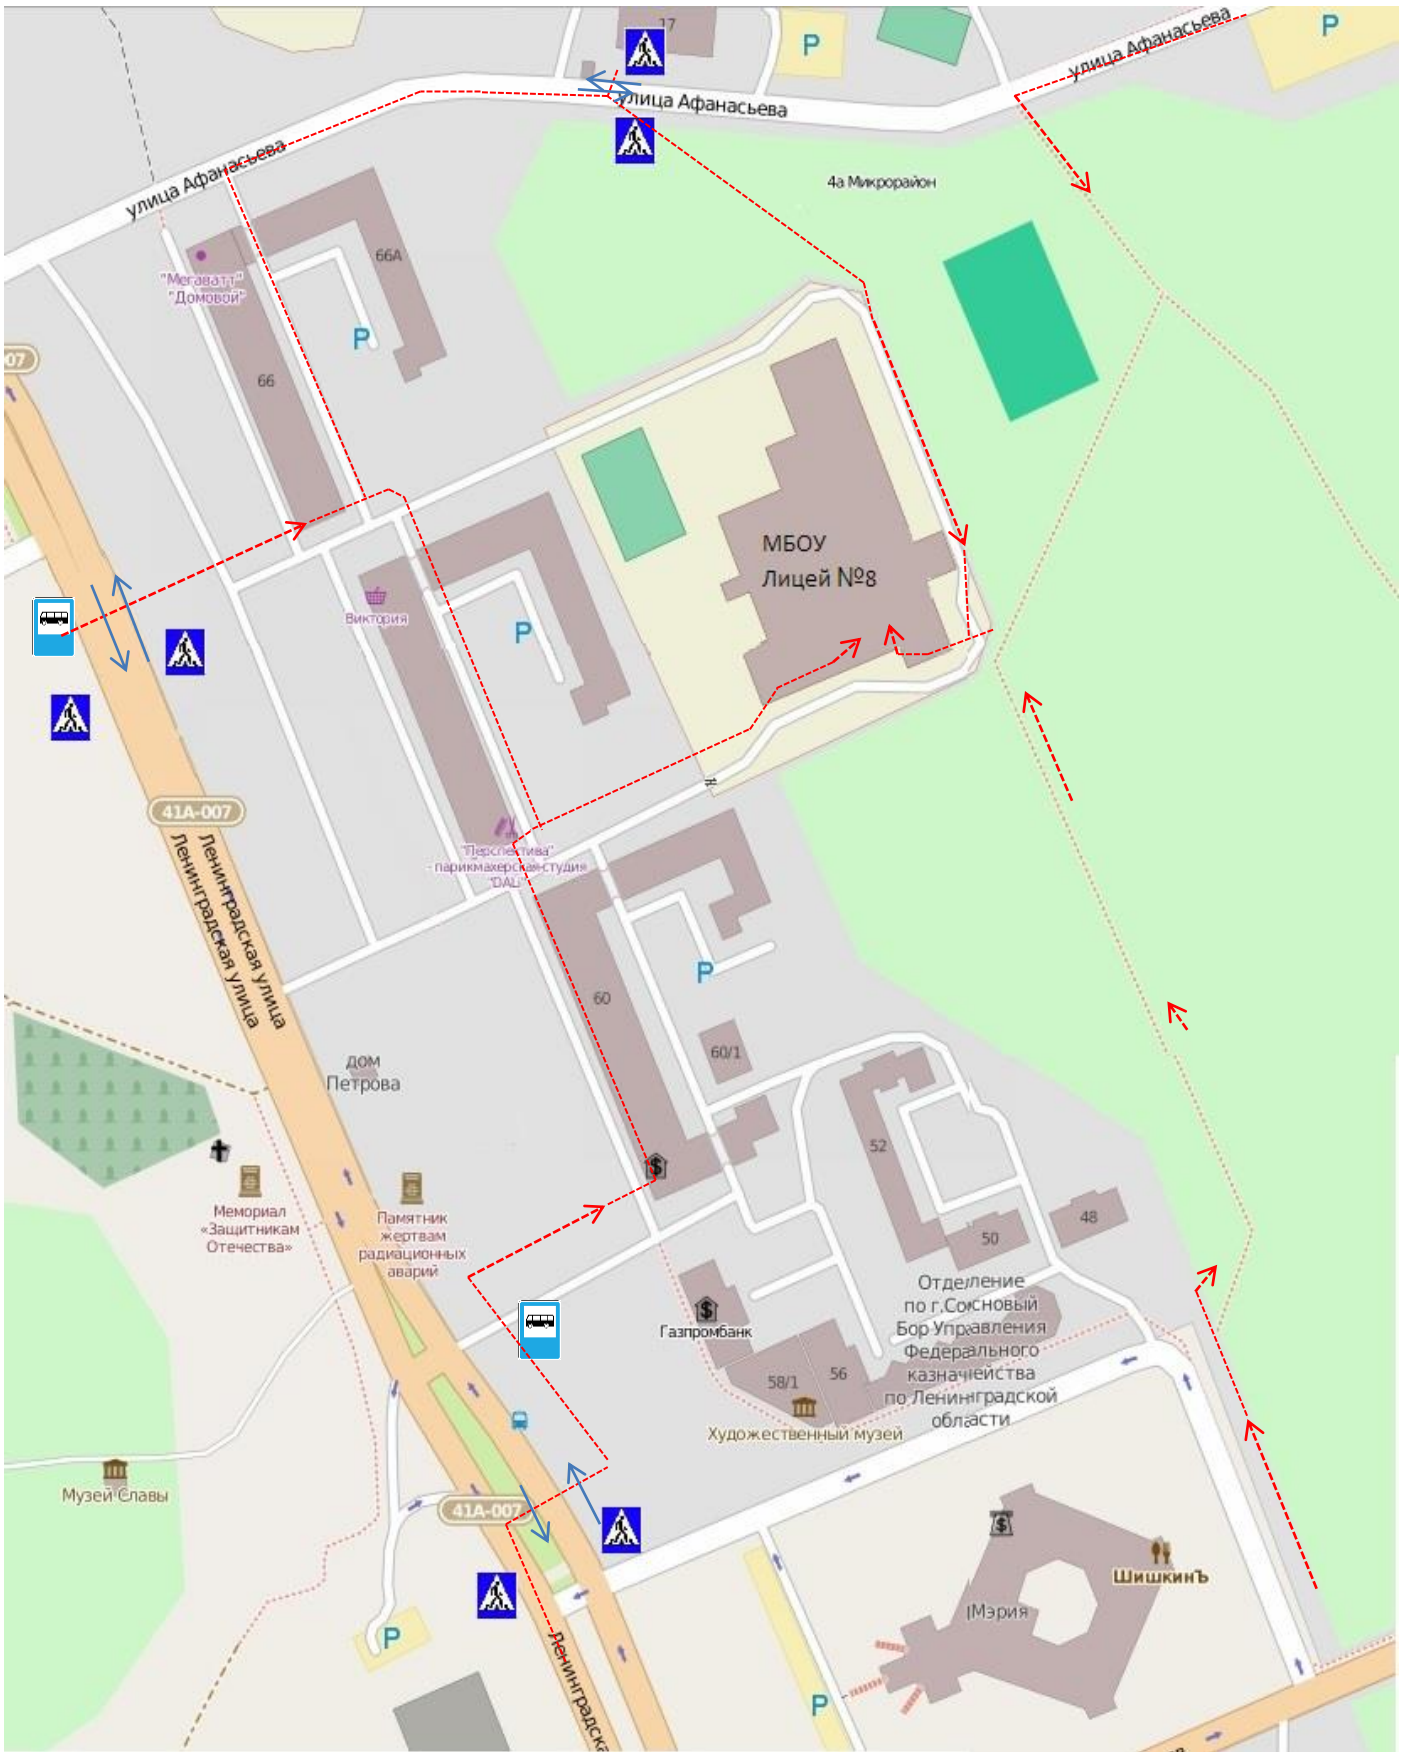 17
P
P
улица Афанасьева
улица Афанасьева
улица Афанасьева
4а Микрорайон
66А
"Мегаватт"
"Домовой"
P
07
66
МБОУ
Лицей №8
Виктория
P
41А-007
Ленинградская улица
Ленинградская улица
"Перспектива"
- парикмахерская-студия
"DALI"
P
60
60/1
дом
Петрова
52
Мемориал
«Защитникам
Отечества»
Памятник
жертвам
радиационных
аварий
48
50
Отделение
по г.Сосновый
Бор Управления
Федерального
казначейства
по Ленинградской
области
Газпромбанк
58/1
56
Художественный музей
Музей Славы
41А-007
ШишкинЪ
Мэрия
P
P
Ленинградска